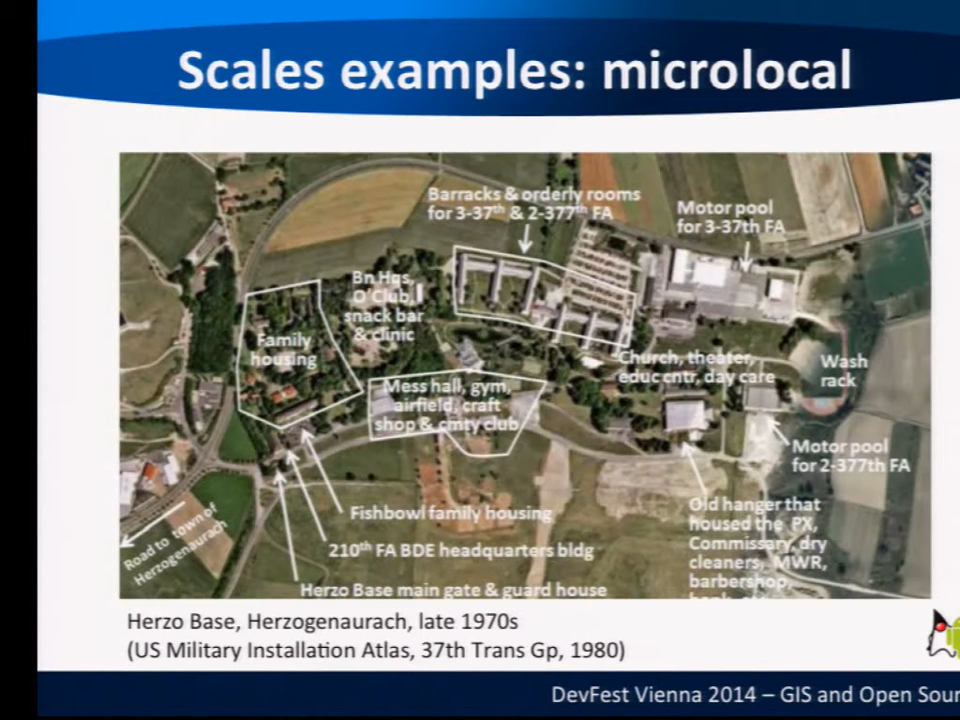 Scales examples: microlocal
Barracks & orderly rooms
for 3-37th & 2-377th FA
Motor pool
for 3-37th FA
Bn Hqs,
O'Club,
snack bar
& clinic
Family
housing
Church, theater,
educ cntr, day care
Wash
rack
Mess hall, gym,
airfield, craft
shop & cmty club
Motor pool
for 2-377th FA
Old hanger that
housed the PX,
Commissary, dry
cleaners, MWR,
barbershop,
Fishbowl family housing
210th FA BDE headquarters bldg
Herzo Base main gate & guard house
Road to town of
Herzogenaurach
Herzo Base, Herzogenaurach, late 1970s
(US Military Installation Atlas, 37th Trans Gp, 1980)
DevFest Vienna 2014 – GIS and Open Sour